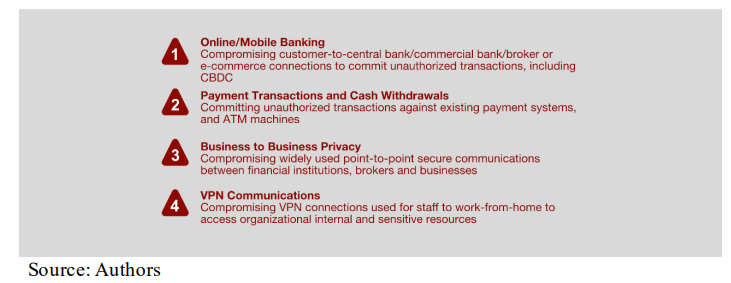 1
Online/Mobile Banking
Compromising customer-to-central bank/commercial bank/broker or
e-commerce connections to commit unauthorized transactions, including
CBDC
2
Payment Transactions and Cash Withdrawals
Committing unauthorized transactions against existing payment systems,
and ATM machines
3
Business to Business Privacy
Compromising widely used point-to-point secure communications
between financial institutions, brokers and businesses
4
VPN Communications
Compromising VPN connections used for staff to work-from-home to
access organizational internal and sensitive resources
Source: Authors